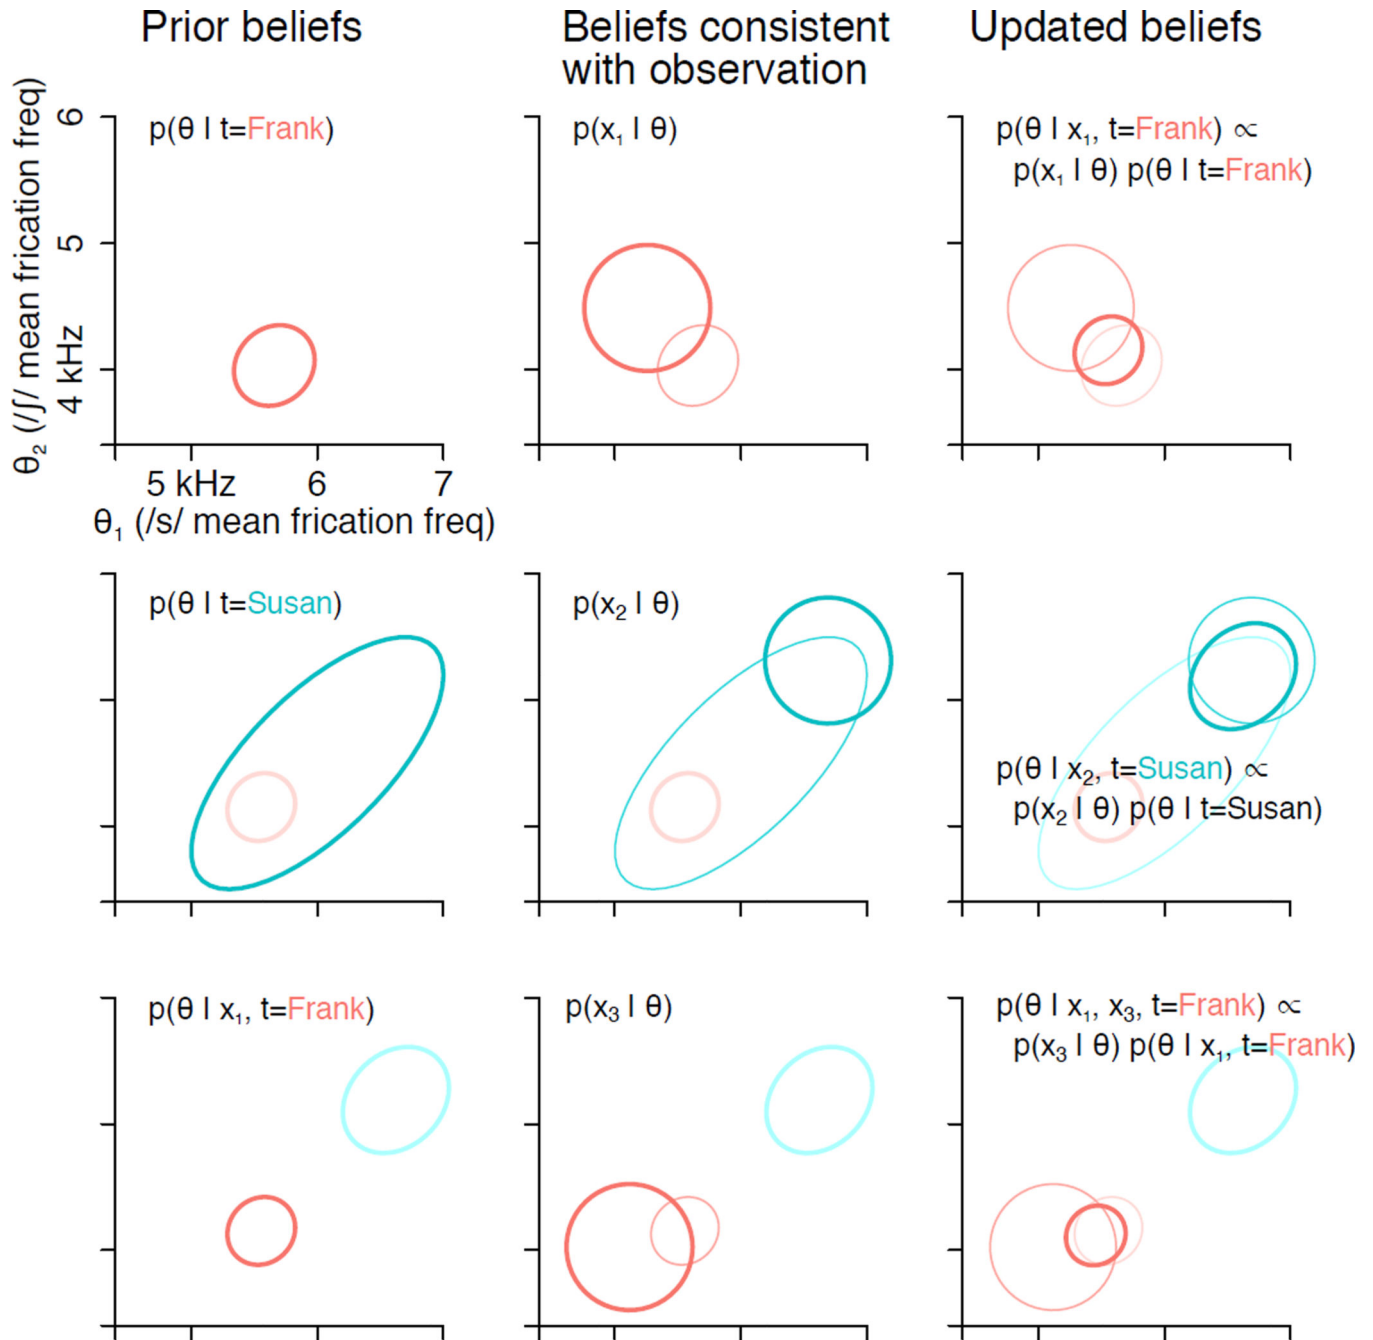 Prior beliefs
Beliefs consistent
with observation
Updated beliefs
θ₂ (/ʃ/ mean frication freq)
6
5
4 kHz
p(θ | t=Frank)
p(x₁ | θ)
p(θ | x₁, t=Frank) ∝
p(x₁ | θ) p(θ | t=Frank)
5 kHz
6
7
θ₁ (/s/ mean frication freq)
p(θ | t=Susan)
p(x₂ | θ)
p(θ | x₂, t=Susan) ∝
p(x₂ | θ) p(θ | t=Susan)
p(θ | x₁, t=Frank)
p(x₃ | θ)
p(θ | x₁, x₃, t=Frank) ∝
p(x₃ | θ) p(θ | x₁, t=Frank)